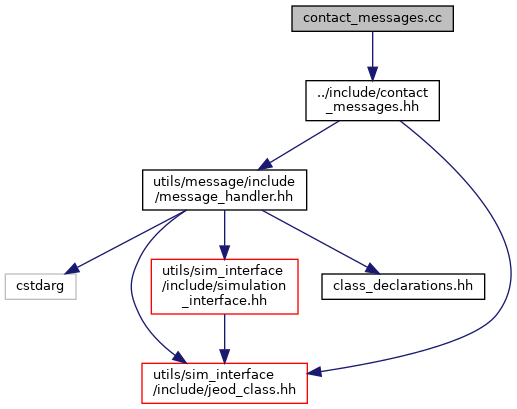 contact_messages.cc
../include/contact
_messages.hh
utils/message/include
/message_handler.hh
cstdarg
utils/sim_interface
/include/simulation
_interface.hh
class_declarations.hh
utils/sim_interface
/include/jeod_class.hh